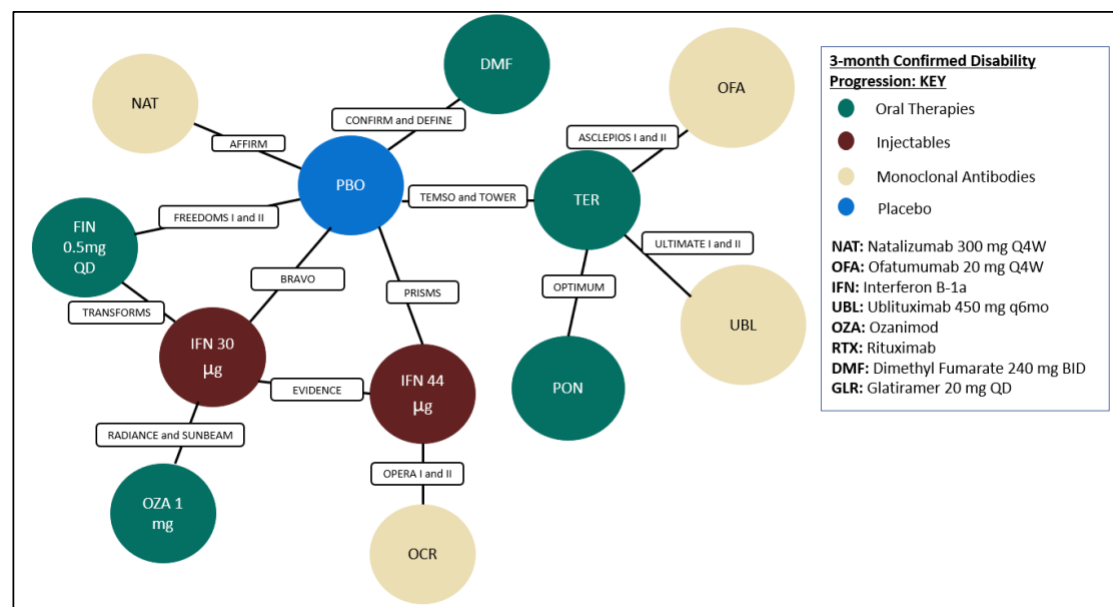 DMF
NAT
OFA
CONFIRM and DEFINE
AFFIRM
ASCLEPIOS I and II
PBO
TEMSO and TOWER
TER
FREEDOMS I and II
FIN
0.5mg
QD
ULTIMATE I and II
BRAVO
PRISMS
OPTIMUM
TRANSFORMS
UBL
IFN 30
µg
EVIDENCE
IFN 44
µg
PON
RADIANCE and SUNBEAM
OPERA I and II
OZA 1
mg
OCR
3-month Confirmed Disability
Progression: KEY
Oral Therapies
Injectables
Monoclonal Antibodies
Placebo
NAT: Natalizumab 300 mg Q4W
OFA: Ofatumumab 20 mg Q4W
IFN: Interferon B-1a
UBL: Ublituximab 450 mg q6mo
OZA: Ozanimod
RTX: Rituximab
DMF: Dimethyl Fumarate 240 mg BID
GLR: Glatiramer 20 mg QD